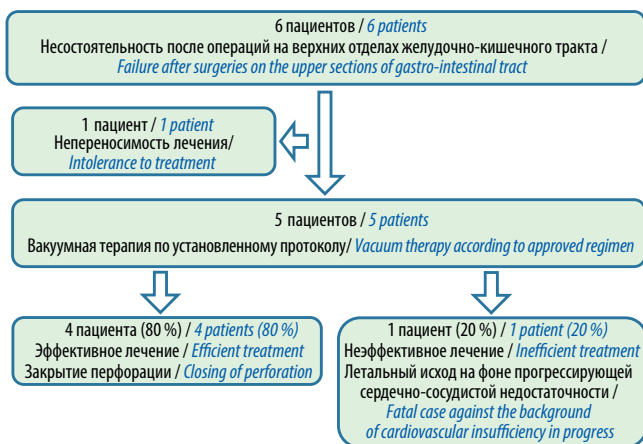 6 пациентов / 6 patients
Несостоятельность после операций на верхних отделах желудочно-кишечного тракта /
Failure after surgeries on the upper sections of gastro-intestinal tract
1 пациент / 1 patient
Непереносимость лечения/
Intolerance to treatment
5 пациентов / 5 patients
Вакуумная терапия по установленному протоколу/ Vacuum therapy according to approved regimen
4 пациента (80 %) / 4 patients (80 %)
Эффективное лечение / Efficient treatment
Закрытие перфорации / Closing of perforation
1 пациент (20 %) / 1 patient (20 %)
Неэффективное лечение / Inefficient treatment
Летальный исход на фоне прогрессирующей
сердечно-сосудистой недостаточности /
Fatal case against the background
of cardiovascular insufficiency in progress